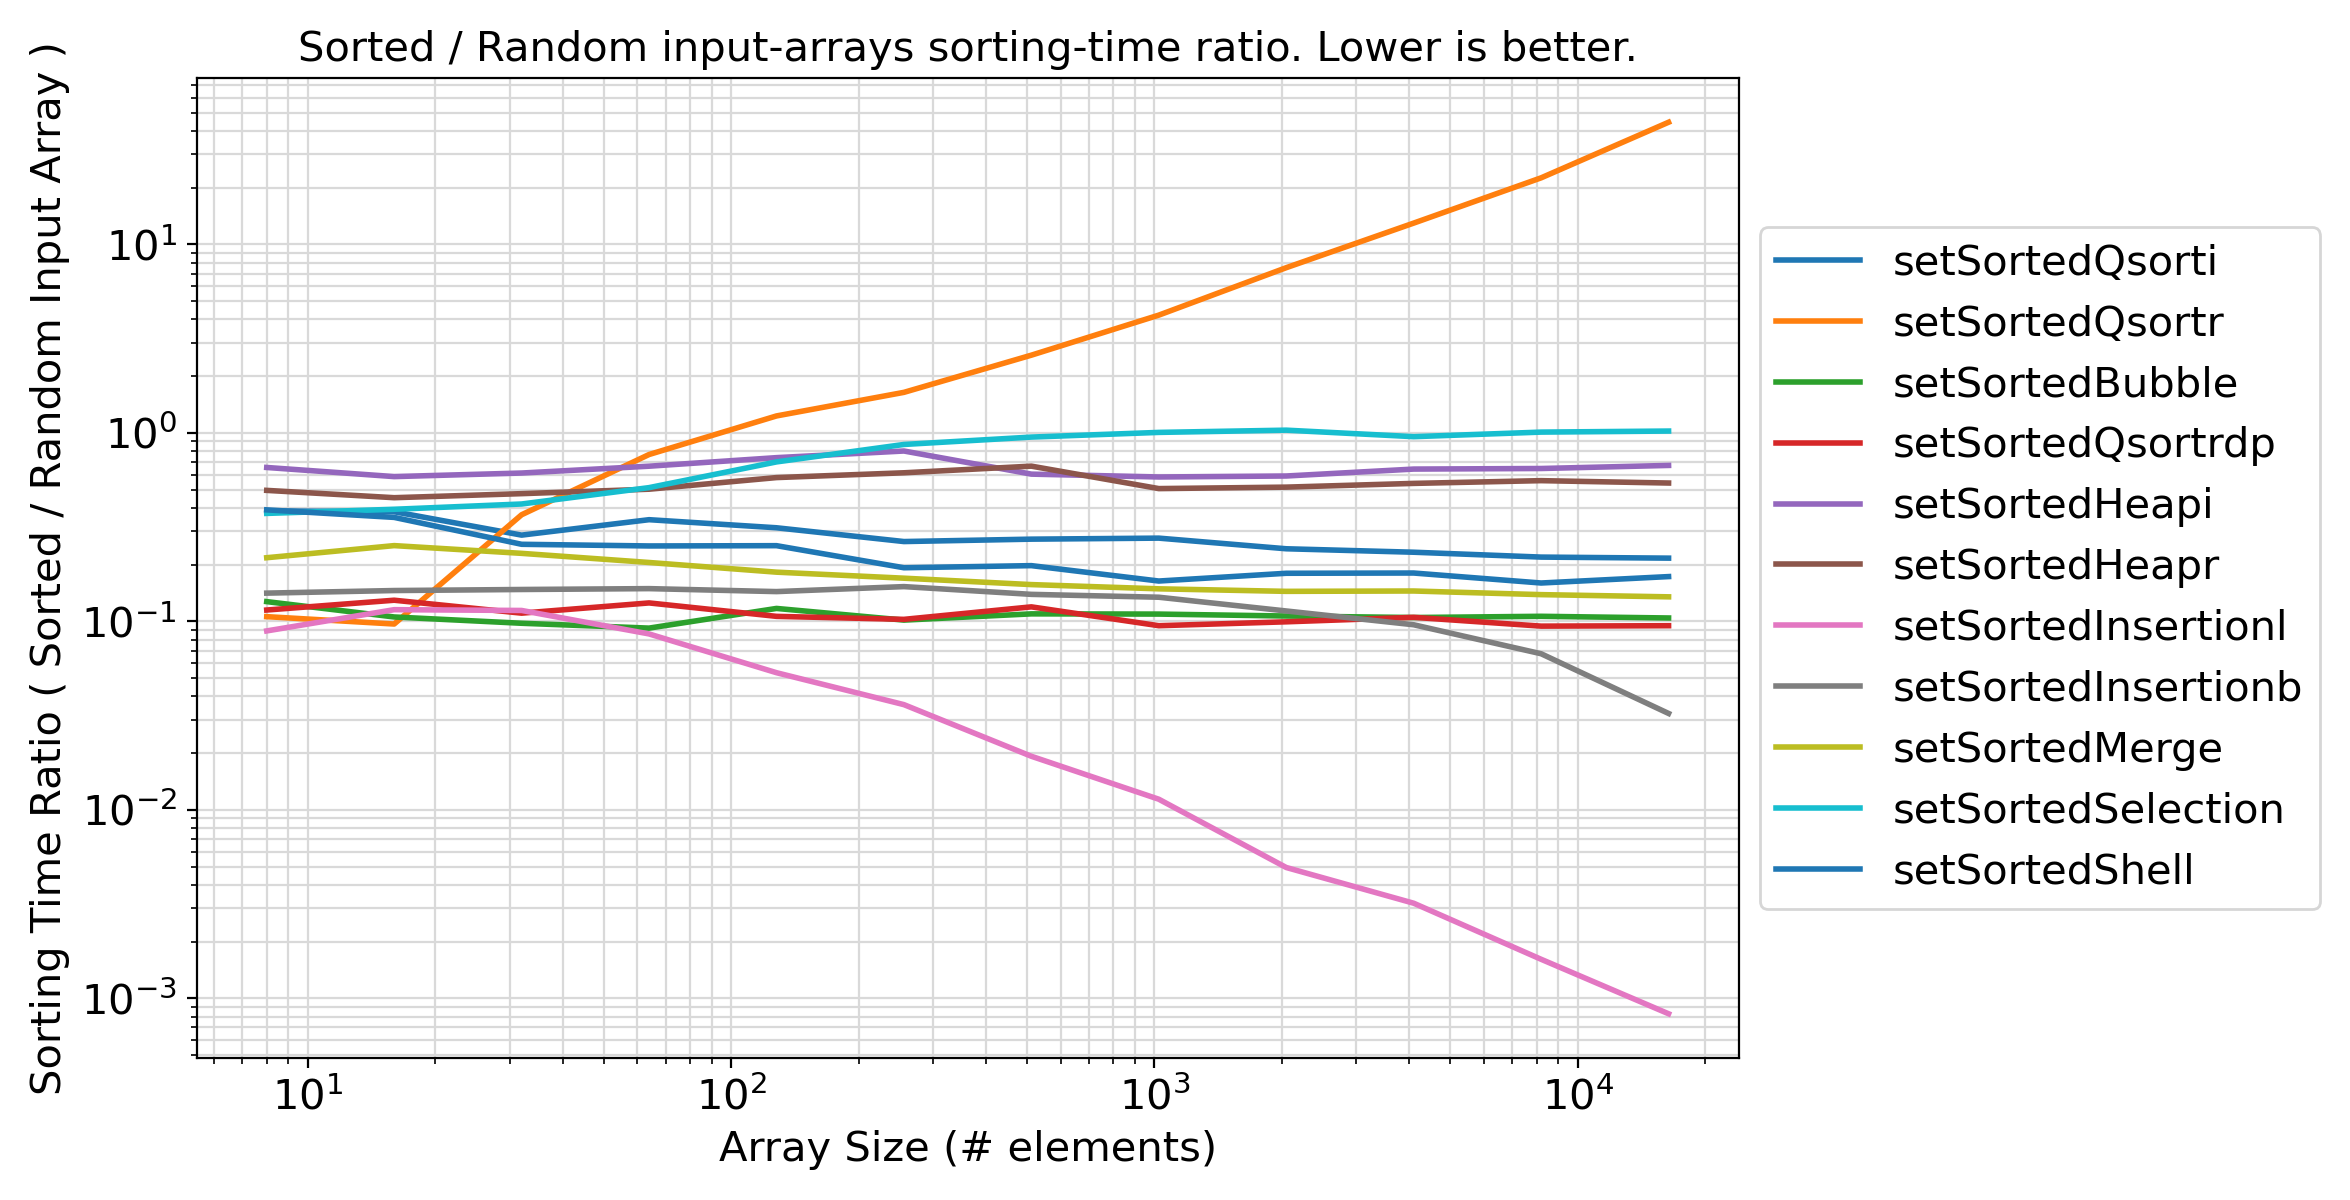 Sorted / Random input-arrays sorting-time ratio. Lower is better.
Sorting Time Ratio ( Sorted / Random Input Array )
10¹
10⁰
10⁻¹
10⁻²
10⁻³
10¹ 10² 10³ 10⁴
Array Size (# elements)
setSortedQsorti
setSortedQsortr
setSortedBubble
setSortedQsortrdp
setSortedHeapi
setSortedHeapr
setSortedInsertionl
setSortedInsertionb
setSortedMerge
setSortedSelection
setSortedShell